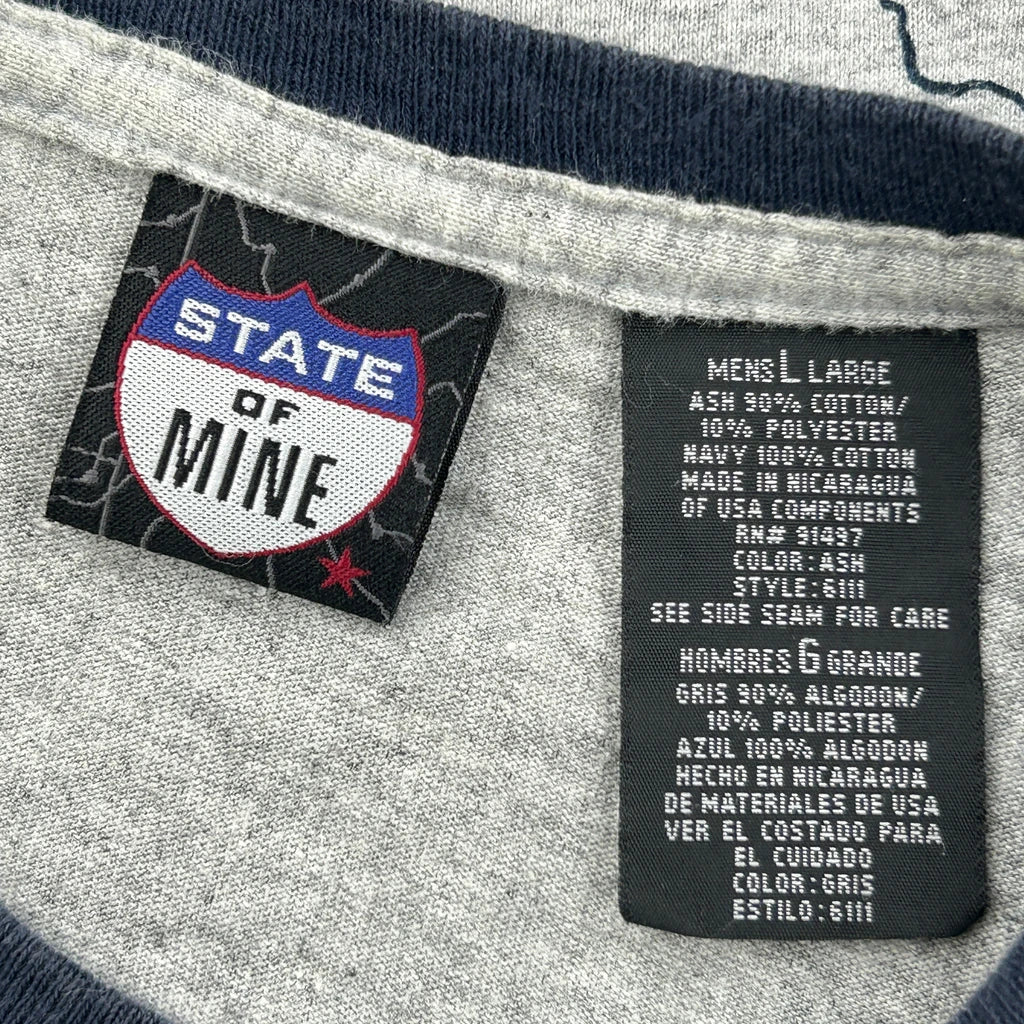 STATE
OF
MINE
MENS L LARGE
ASH 90% COTTON/
10% POLYESTER
NAVY 100% COTTON
MADE IN NICARAGUA
OF USA COMPONENTS
RN# 91497
COLOR:ASH
STYLE:6111
SEE SIDE SEAM FOR CARE
HOMBRES G GRANDE
GRIS 90% ALGODON/
10% POLIESTER
AZUL 100% ALGODON
HECHO EN NICARAGUA
DE MATERIALES DE USA
VER EL COSTADO PARA
EL CUIDADO
COLOR:GRIS
ESTILO:6111